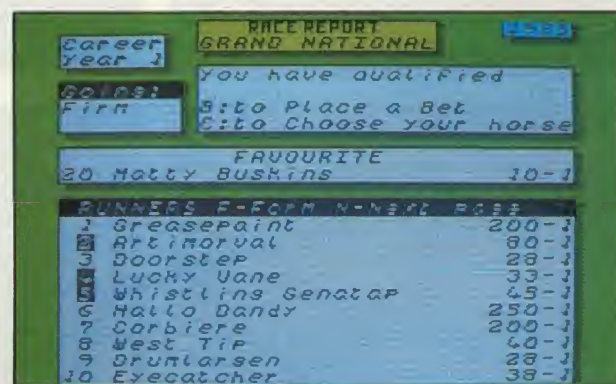 RACE REPORT
GRAND NATIONAL
Career
Year 1
Going:
Firm
You have qualified
B:to Place a Bet
C:to Choose your horse
FAVOURITE
20 Matty Buskins 10-1
RUNNERS F-Form N-Next Page
1 Greasepaint 200-1
2 Artimorval 80-1
3 Doorstep 28-1
4 Lucky Vane 33-1
5 Whistling Genatap 45-1
6 Hallo Dandy 250-1
7 Corbiere 200-1
8 West Tip 40-1
9 Drumlargen 28-1
10 Eyecatcher 38-1